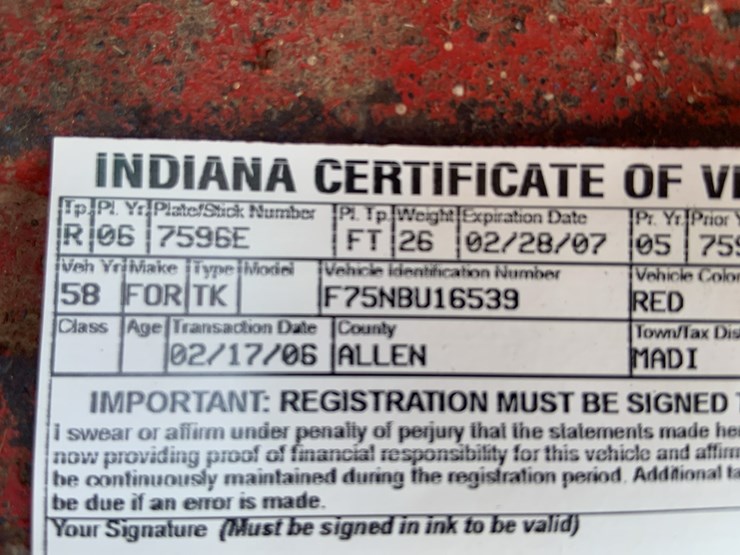 INDIANA CERTIFICATE OF
Tp. Pl. Yr. Plate/Stick Number Pl. Tp. Weight Expiration Date Pr. Yr. Prior
R 06 7596E FT 26 02/28/07 05 759
Veh Yr Make Type Model Vehicle Identification Number Vehicle Color
58 FOR TK F75NBU16539 RED
Class Age Transaction Date County Town/Tax Dis
02/17/06 ALLEN MADI
IMPORTANT: REGISTRATION MUST BE SIGNED
I swear or affirm under penalty of perjury that the statements made
now providing proof of financial responsibility for this vehicle and affirm
be continuously maintained during the registration period. Additional
be due if an error is made.
Your Signature (Must be signed in ink to be valid)